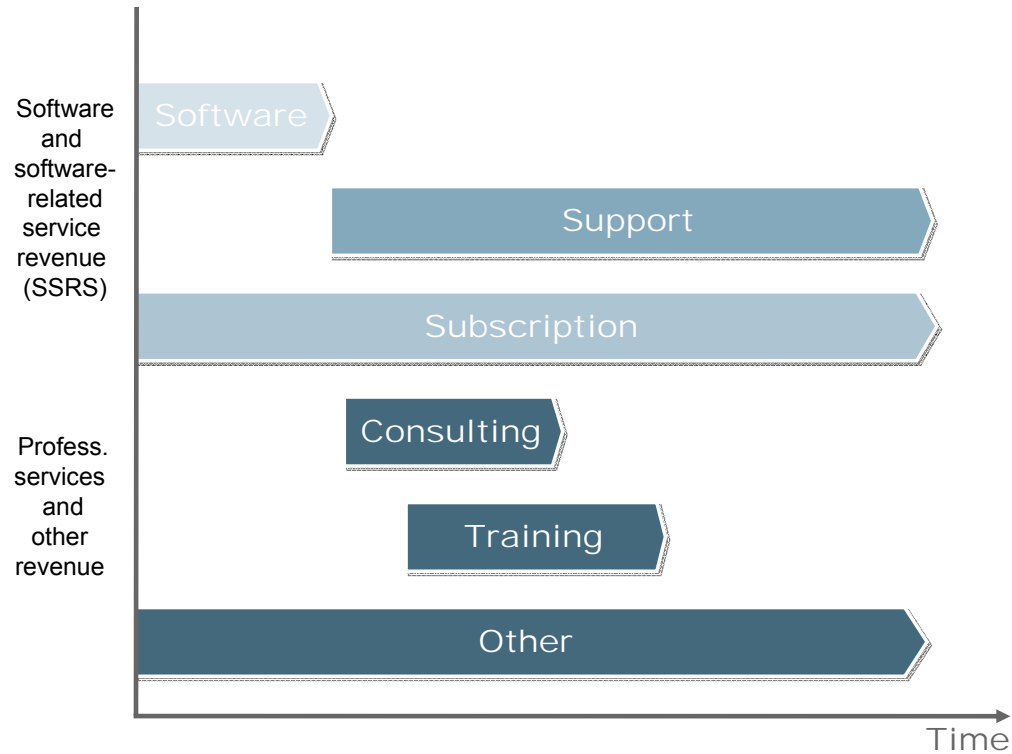 Software
and
software-
related
service
revenue
(SSRS)
Software
Support
Subscription
Profess.
services
and
other
revenue
Consulting
Training
Other
Time